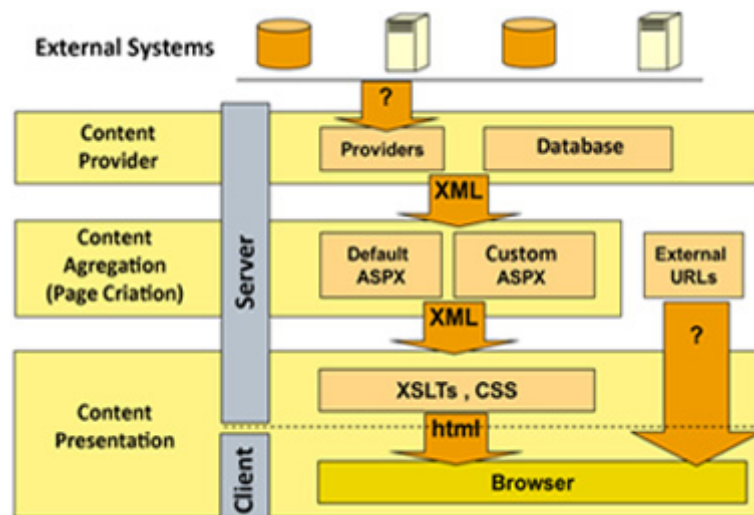 External Systems
?
Content
Provider
Providers
Database
XML
Server
Content
Agregation
(Page Criation)
Default
ASPX
Custom
ASPX
External
URLs
XML
?
Content
Presentation
XSLTs , CSS
html
Client
Browser